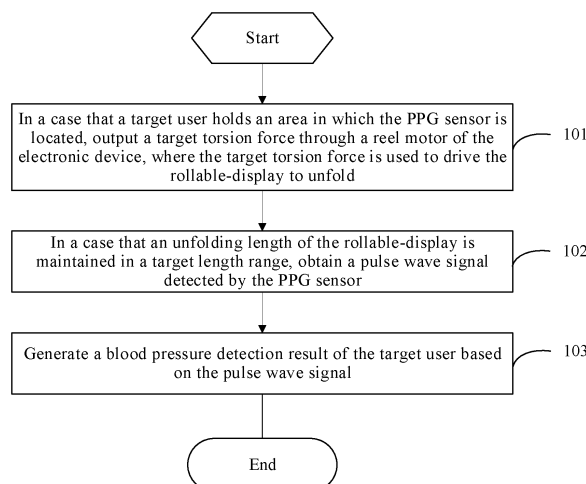 Start
In a case that a target user holds an area in which the PPG sensor is
located, output a target torsion force through a reel motor of the
electronic device, where the target torsion force is used to drive the
rollable-display to unfold
101
In a case that an unfolding length of the rollable-display is
maintained in a target length range, obtain a pulse wave signal
detected by the PPG sensor
102
Generate a blood pressure detection result of the target user based
on the pulse wave signal
103
End